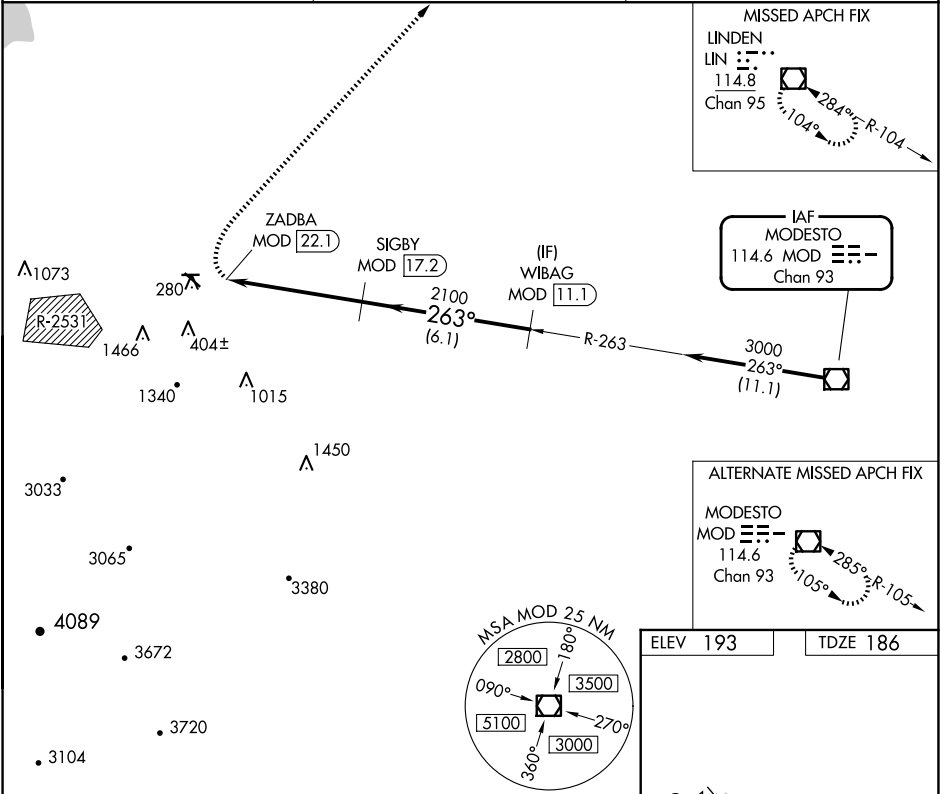 MISSED APCH FIX
LINDEN
LIN
114.8
Chan 95
284°
R-104
104°
ZADBA
MOD 22.1
SIGBY
MOD 17.2
(IF)
WIBAG
MOD 11.1
IAF
MODESTO
114.6 MOD
Chan 93
1073
280
R-2531
1466
404±
1340
1015
2100
263°
(6.1)
R-263
3000
263°
(11.1)
1450
3033
3065
3380
4089
3672
3720
3104
ALTERNATE MISSED APCH FIX
MODESTO
MOD
114.6
Chan 93
285°
R-105
105°
MSA MOD 25 NM
180°
2800
090°
3500
5100
270°
3000
360°
ELEV 193
TDZE 186